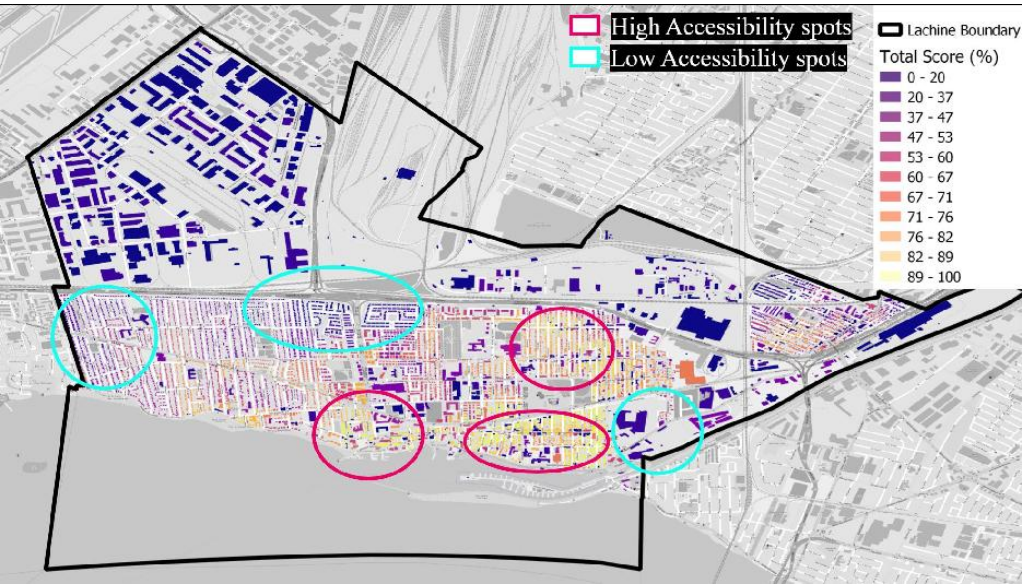 High Accessibility spots
Low Accessibility spots
Lachine Boundary
Total Score (%)
0 - 20
20 - 37
37 - 47
47 - 53
53 - 60
60 - 67
67 - 71
71 - 76
76 - 82
82 - 89
89 - 100